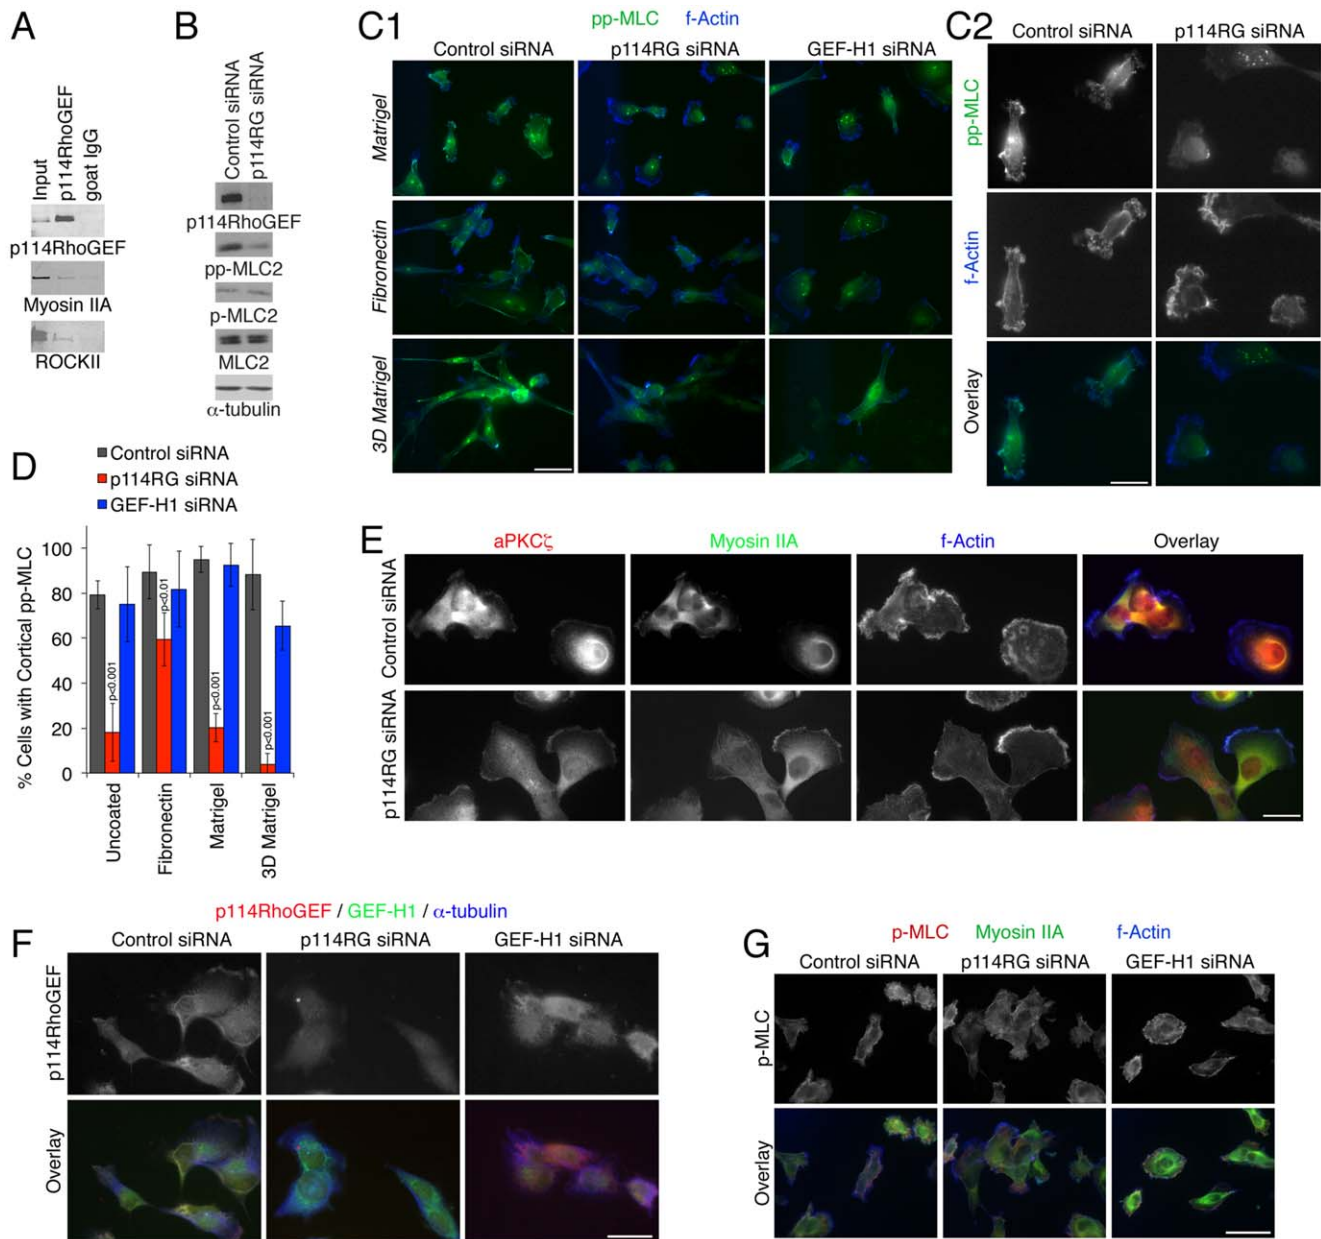 A
Input
p114RhoGEF
goat IgG
p114RhoGEF
Myosin IIA
ROCKII
B
Control siRNA
p114RG siRNA
p114RhoGEF
pp-MLC2
p-MLC2
MLC2
α-tubulin
C1
pp-MLC f-Actin
Control siRNA p114RG siRNA GEF-H1 siRNA
Matrigel
Fibronectin
3D Matrigel
C2
Control siRNA p114RG siRNA
pp-MLC
f-Actin
Overlay
D
Control siRNA
p114RG siRNA
GEF-H1 siRNA
% Cells with Cortical pp-MLC
100
80
60
40
20
0
p<0.001
p<0.01
p<0.001
p<0.001
Uncoated
Fibronectin
Matrigel
3D Matrigel
E
aPKCζ Myosin IIA f-Actin Overlay
Control siRNA
p114RG siRNA
F
p114RhoGEF / GEF-H1 / α-tubulin
Control siRNA p114RG siRNA GEF-H1 siRNA
p114RhoGEF
Overlay
G
p-MLC Myosin IIA f-Actin
Control siRNA p114RG siRNA GEF-H1 siRNA
p-MLC
Overlay